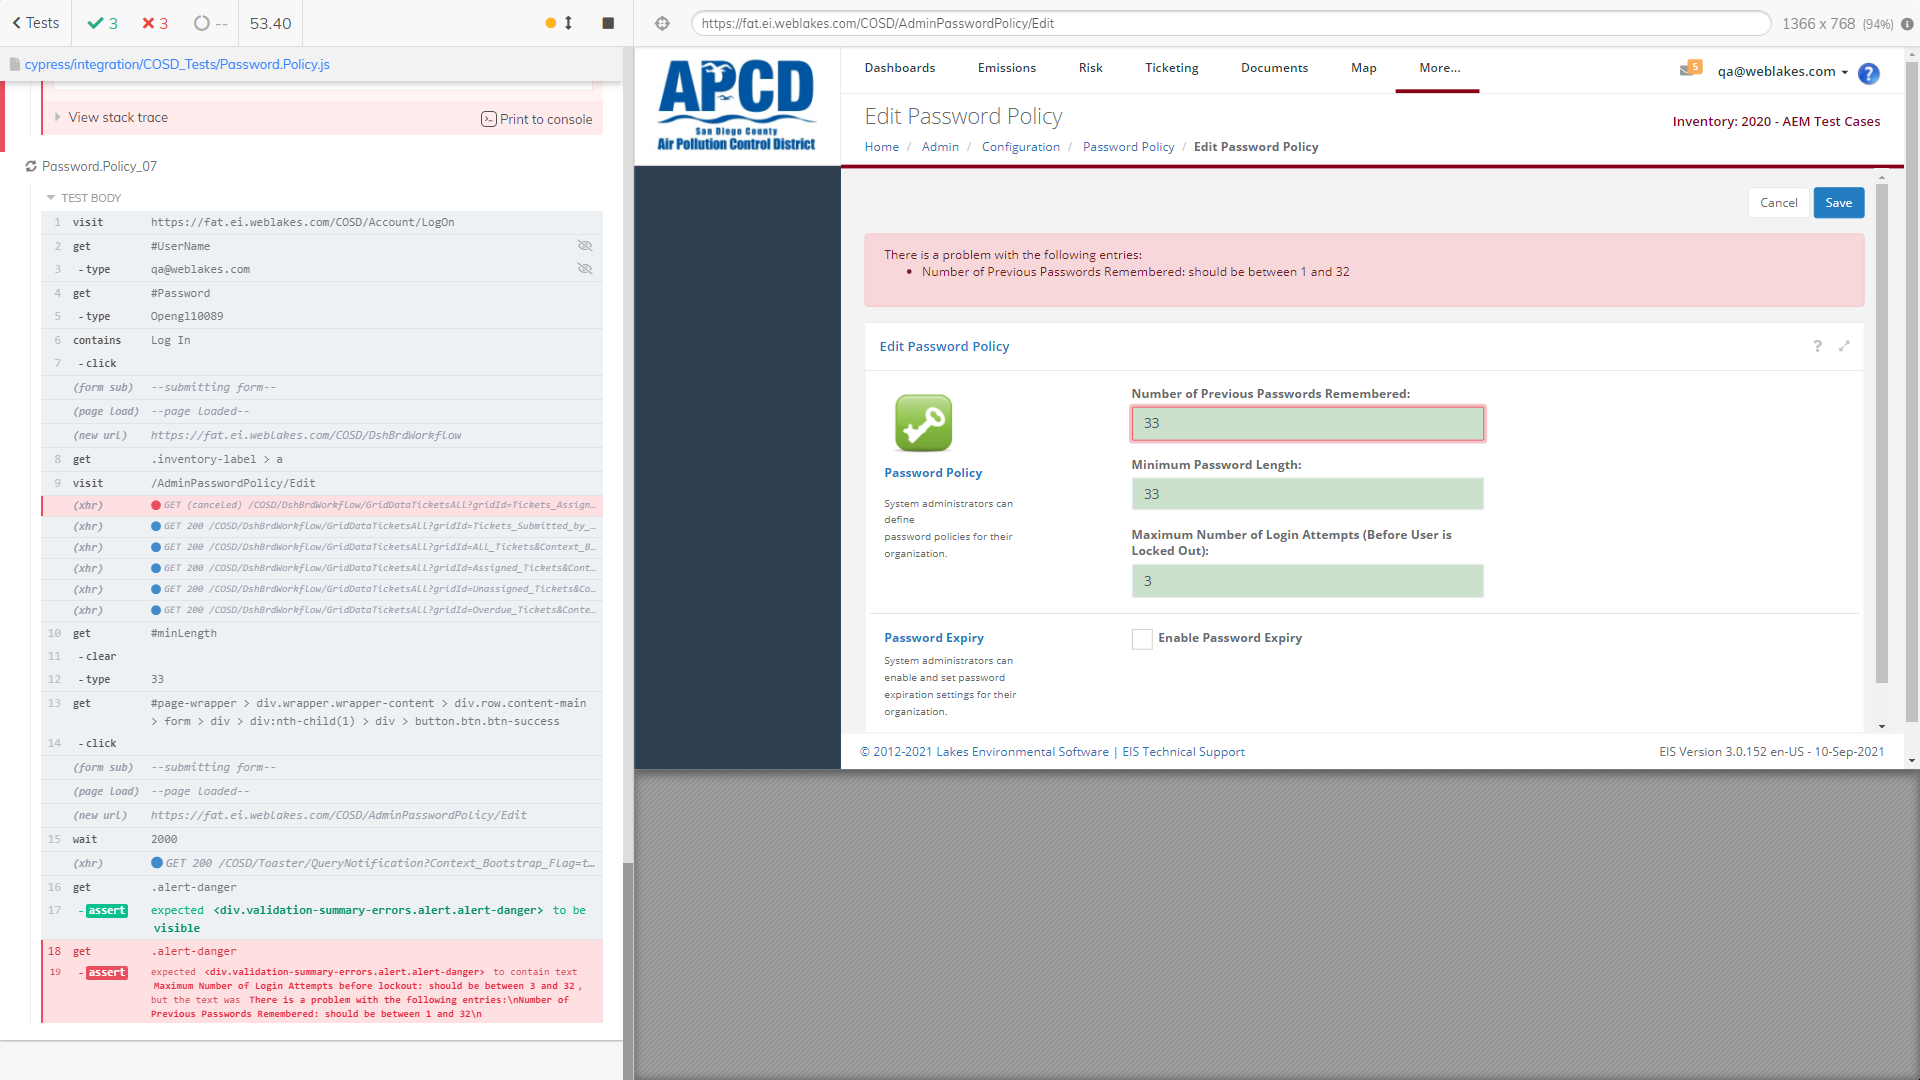 Tests
3
3
--
53.40
cypress/integration/COSD_Tests/Password.Policy.js
View stack trace
Print to console
Password.Policy_07
TEST BODY
1 visit https://fat.ei.weblakes.com/COSD/Account/LogOn
2 get #UserName
3 -type qa@weblakes.com
4 get #Password
5 -type Opengl10089
6 contains Log In
7 -click
(form sub) --submitting form--
(page load) --page loaded--
(new url) https://fat.ei.weblakes.com/COSD/DshBrdWorkflow
8 get .inventory-label > a
9 visit /AdminPasswordPolicy/Edit
(xhr) GET (canceled) /COSD/DshBrdWorkflow/GridDataTicketsAll?gridId=Tickets_Assign...
(xhr) GET 200 /COSD/DshBrdWorkflow/GridDataTicketsAll?gridId=Tickets_Submitted_by_...
(xhr) GET 200 /COSD/DshBrdWorkflow/GridDataTicketsAll?gridId=All_Tickets&Context_B...
(xhr) GET 200 /COSD/DshBrdWorkflow/GridDataTicketsAll?gridId=Assigned_Tickets&Cont...
(xhr) GET 200 /COSD/DshBrdWorkflow/GridDataTicketsAll?gridId=Unassigned_Tickets&Co...
(xhr) GET 200 /COSD/DshBrdWorkflow/GridDataTicketsAll?gridId=Overdue_Tickets&Conte...
10 get #minLength
11 -clear
12 -type 33
13 get #page-wrapper > div.wrapper.wrapper-content > div.row.content-main
> form > div > div:nth-child(1) > div > button.btn.btn-success
14 -click
(form sub) --submitting form--
(page load) --page loaded--
(new url) https://fat.ei.weblakes.com/COSD/AdminPasswordPolicy/Edit
15 wait 2000
(xhr) GET 200 /COSD/Toaster/QueryNotification?Context_Bootstrap_Flag=t...
16 get .alert-danger
17 -assert expected <div.validation-summary-errors.alert.alert-danger> to be
visible
18 get .alert-danger
19 -assert expected <div.validation-summary-errors.alert.alert-danger> to contain text
Maximum Number of Login Attempts before lockout: should be between 3 and 32 ,
but the text was There is a problem with the following entries:\nNumber of
Previous Passwords Remembered: should be between 1 and 32\n
https://fat.ei.weblakes.com/COSD/AdminPasswordPolicy/Edit
1366 x 768 (94%)
APCD
San Diego County
Air Pollution Control District
Dashboards Emissions Risk Ticketing Documents Map More...
5
qa@weblakes.com
?
Edit Password Policy
Inventory: 2020 - AEM Test Cases
Home / Admin / Configuration / Password Policy / Edit Password Policy
Cancel
Save
There is a problem with the following entries:
• Number of Previous Passwords Remembered: should be between 1 and 32
Edit Password Policy
?
Number of Previous Passwords Remembered:
33
Password Policy
System administrators can
define
password policies for their
organization.
Minimum Password Length:
33
Maximum Number of Login Attempts (Before User is
Locked Out):
3
Password Expiry
System administrators can
enable and set password
expiration settings for their
organization.
Enable Password Expiry
© 2012-2021 Lakes Environmental Software | EIS Technical Support
EIS Version 3.0.152 en-US - 10-Sep-2021